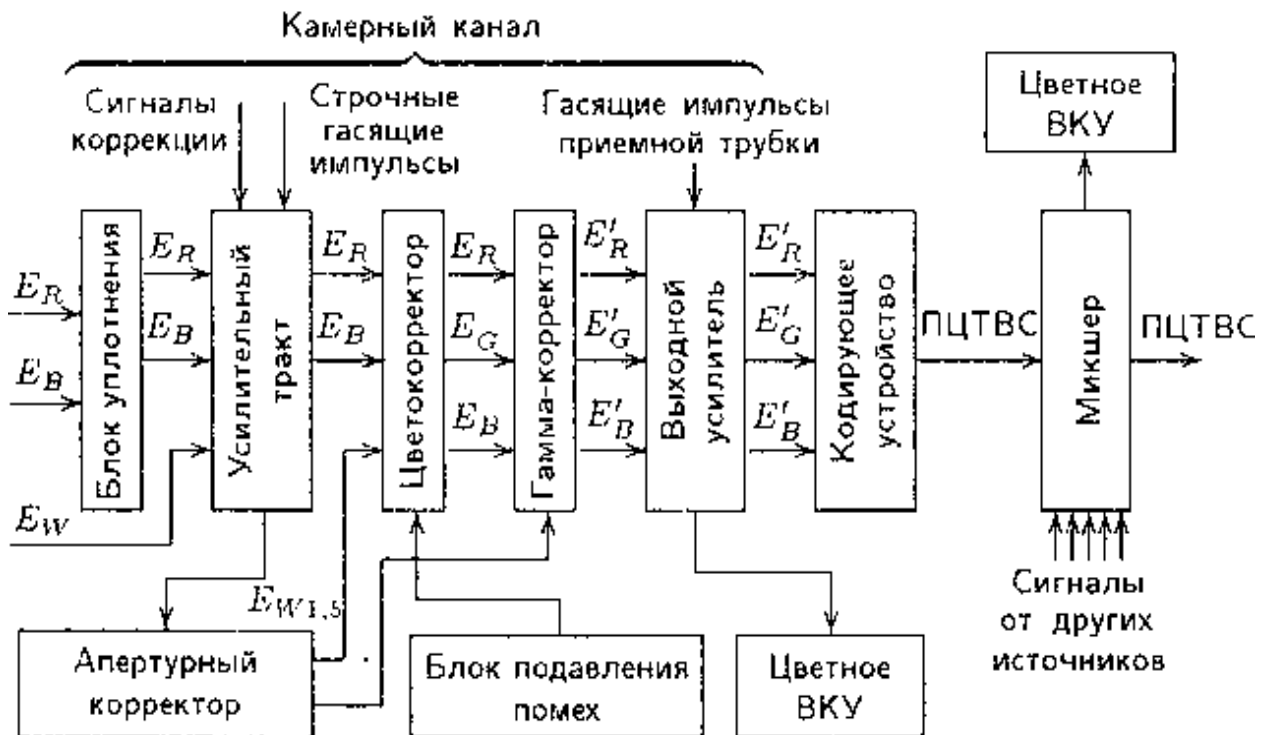 Камерный канал
Сигналы
коррекции
Строчные
гасящие
импульсы
Гасящие импульсы
приемной трубки
Цветное
ВКУ
E_R
E_B
E_W
Блок уплотнения
E_R
E_B
Усилительный
тракт
E_R
E_B
E_{W1,5}
Цветокорректор
E_R
E_G
E_B
Гамма-корректор
E'_R
E'_G
E'_B
Выходной
усилитель
E'_R
E'_G
E'_B
Кодирующее
устройство
ПЦТВС
Микшер
ПЦТВС
Апертурный
корректор
Блок подавления
помех
Цветное
ВКУ
Сигналы
от других
источников